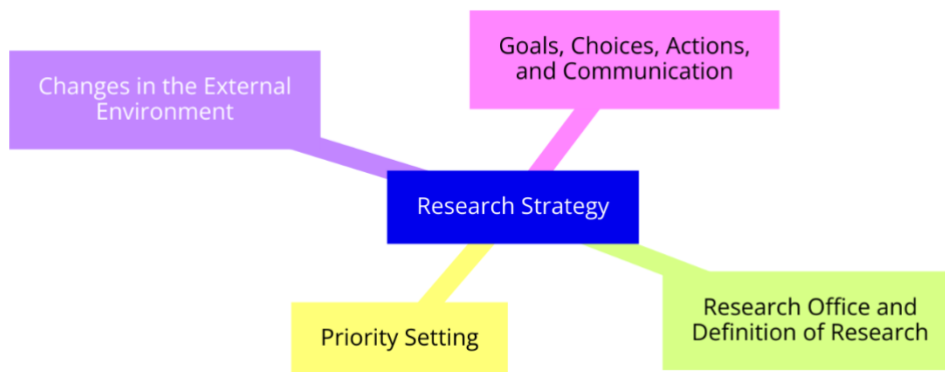 Goals, Choices, Actions,
and Communication
Changes in the External
Environment
Research Strategy
Research Office and
Definition of Research
Priority Setting